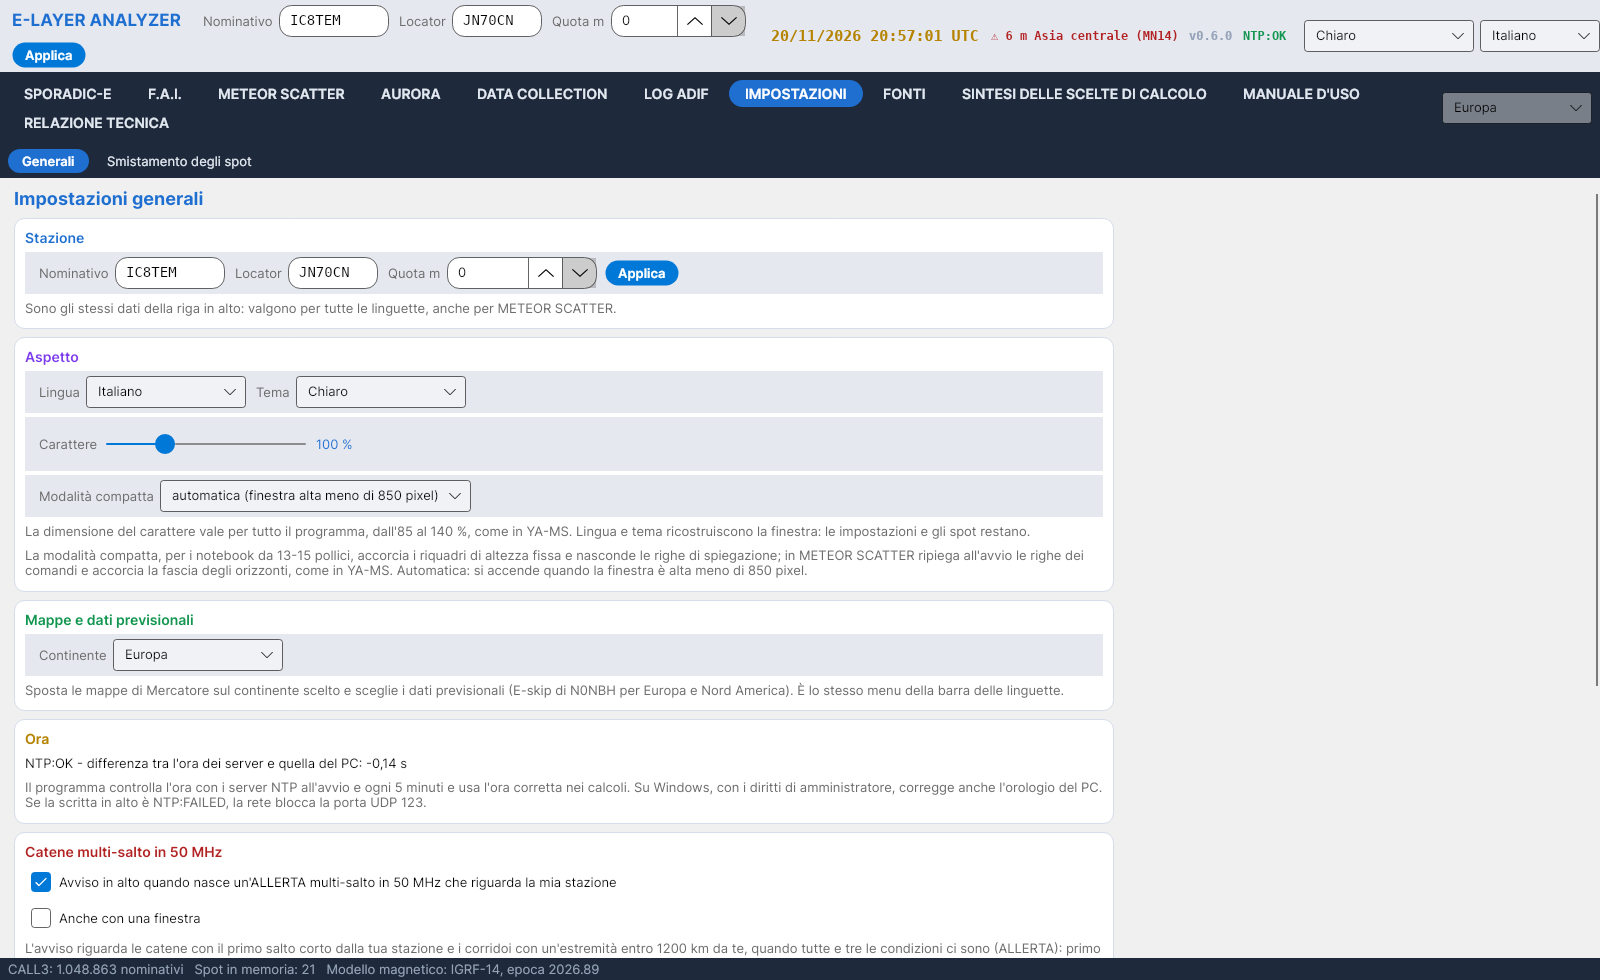 E-LAYER ANALYZER Nominativo IC8TEM Locator JN70CN Quota m 0
20/11/2026 20:57:01 UTC ⚠ 6 m Asia centrale (MN14) v0.6.0 NTP:OK Chiaro Italiano
Applica
SPORADIC-E F.A.I. METEOR SCATTER AURORA DATA COLLECTION LOG ADIF IMPOSTAZIONI FONTI SINTESI DELLE SCELTE DI CALCOLO MANUALE D'USO
Europa
RELAZIONE TECNICA
Generali Smistamento degli spot
Impostazioni generali
Stazione
Nominativo IC8TEM Locator JN70CN Quota m 0 Applica
Sono gli stessi dati della riga in alto: valgono per tutte le linguette, anche per METEOR SCATTER.
Aspetto
Lingua Italiano Tema Chiaro
Carattere 100 %
Modalità compatta automatica (finestra alta meno di 850 pixel)
La dimensione del carattere vale per tutto il programma, dall'85 al 140 %, come in YA-MS. Lingua e tema ricostruiscono la finestra: le impostazioni e gli spot restano.
La modalità compatta, per i notebook da 13-15 pollici, accorcia i riquadri di altezza fissa e nasconde le righe di spiegazione; in METEOR SCATTER ripiega all'avvio le righe dei
comandi e accorcia la fascia degli orizzonti, come in YA-MS. Automatica: si accende quando la finestra è alta meno di 850 pixel.
Mappe e dati previsionali
Continente Europa
Sposta le mappe di Mercatore sul continente scelto e sceglie i dati previsionali (E-skip di N0NBH per Europa e Nord America). È lo stesso menu della barra delle linguette.
Ora
NTP:OK - differenza tra l'ora dei server e quella del PC: -0,14 s
Il programma controlla l'ora con i server NTP all'avvio e ogni 5 minuti e usa l'ora corretta nei calcoli. Su Windows, con i diritti di amministratore, corregge anche l'orologio del PC.
Se la scritta in alto è NTP:FAILED, la rete blocca la porta UDP 123.
Catene multi-salto in 50 MHz
Avviso in alto quando nasce un'ALLERTA multi-salto in 50 MHz che riguarda la mia stazione
Anche con una finestra
L'avviso riguarda le catene con il primo salto corto dalla tua stazione e i corridoi con un'estremità entro 1200 km da te, quando tutte e tre le condizioni ci sono (ALLERTA): primo
CALL3: 1.048.863 nominativi Spot in memoria: 21 Modello magnetico: IGRF-14, epoca 2026.89